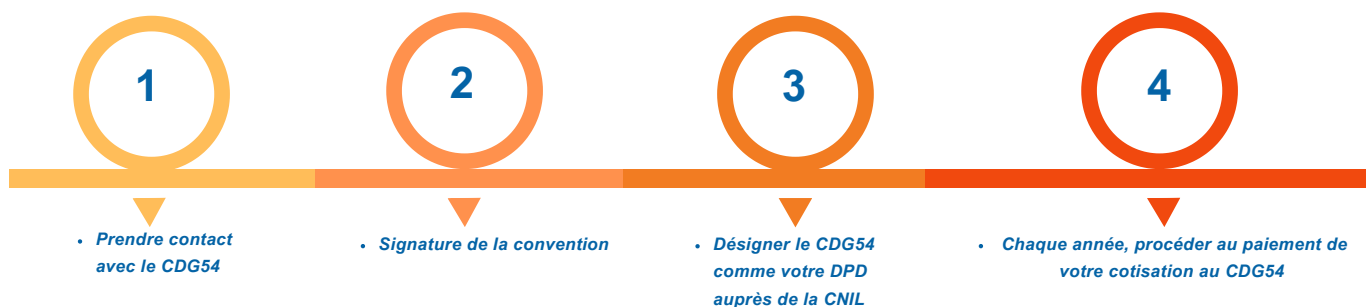 1
2
3
4
• Prendre contact
avec le CDG54
• Signature de la convention
• Désigner le CDG54
comme votre DPD
auprès de la CNIL
• Chaque année, procéder au paiement de
votre cotisation au CDG54